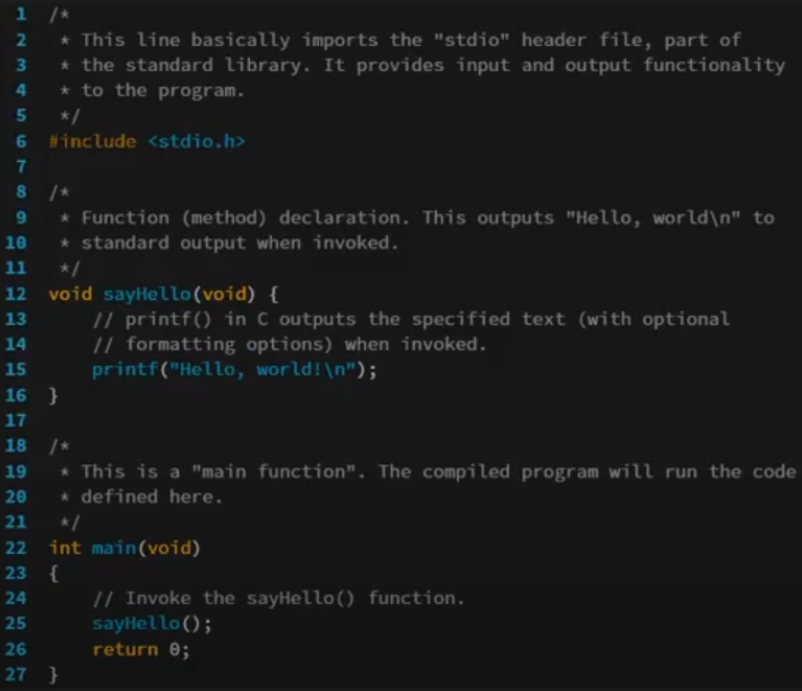 1 /*
2  * This line basically imports the "stdio" header file, part of
3  * the standard library. It provides input and output functionality
4  * to the program.
5  */
6 #include <stdio.h>
7
8 /*
9  * Function (method) declaration. This outputs "Hello, world\n" to
10  * standard output when invoked.
11  */
12 void sayHello(void) {
13     // printf() in C outputs the specified text (with optional
14     // formatting options) when invoked.
15     printf("Hello, world!\n");
16 }
17
18 /*
19  * This is a "main function". The compiled program will run the code
20  * defined here.
21  */
22 int main(void)
23 {
24     // Invoke the sayHello() function.
25     sayHello();
26     return 0;
27 }